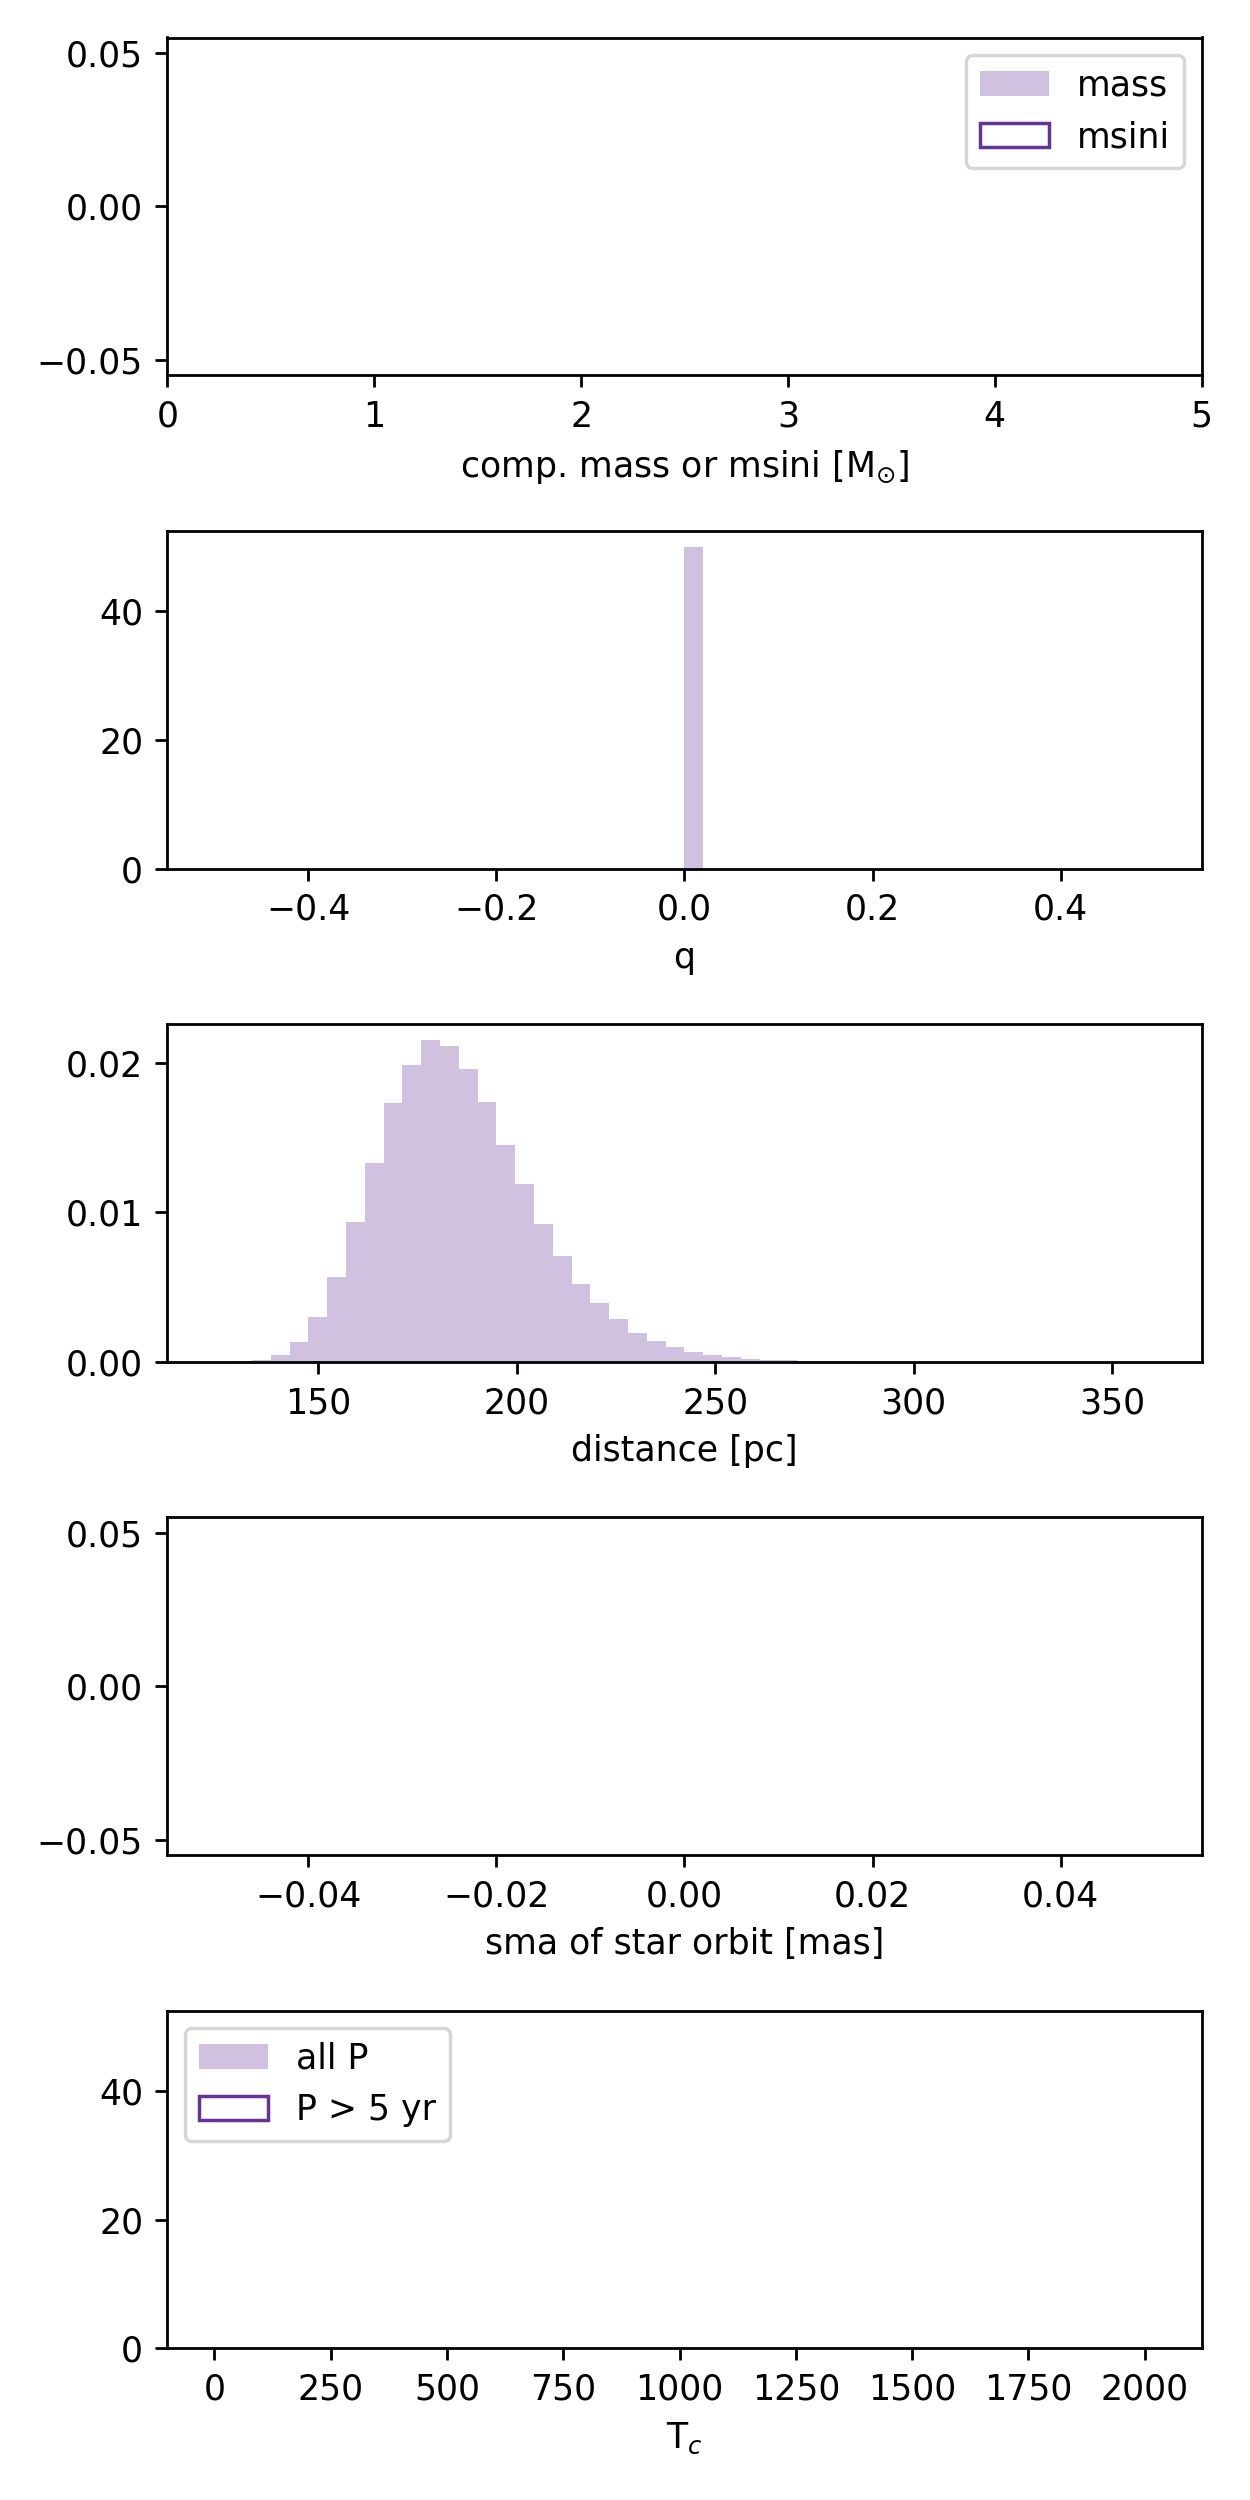 0.05
0.00
−0.05
mass
msini
0 1 2 3 4 5
comp. mass or msini [M☉]
40
20
0
−0.4 −0.2 0.0 0.2 0.4
q
0.02
0.01
0.00
150 200 250 300 350
distance [pc]
0.05
0.00
−0.05
−0.04 −0.02 0.00 0.02 0.04
sma of star orbit [mas]
all P
P > 5 yr
40
20
0
0 250 500 750 1000 1250 1500 1750 2000
Tc